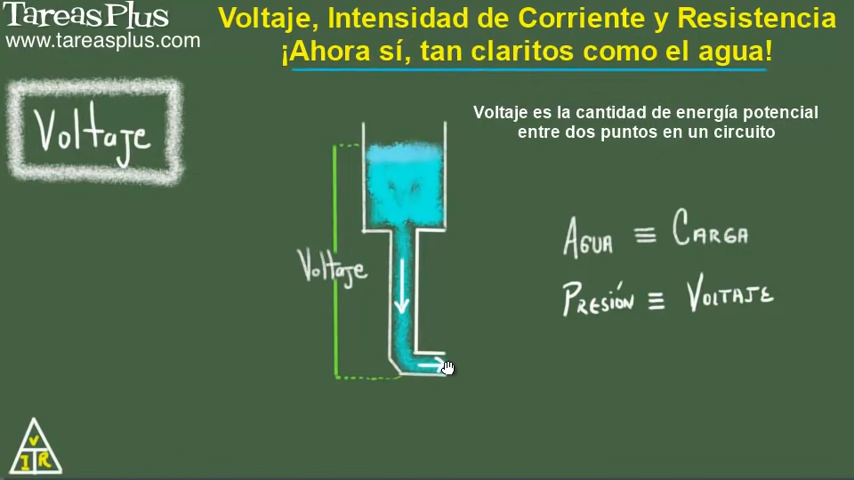 TareasPlus
www.tareasplus.com
Voltaje, Intensidad de Corriente y Resistencia
¡Ahora sí, tan claritos como el agua!
Voltaje
Voltaje es la cantidad de energía potencial
entre dos puntos en un circuito
V
Voltaje
AGUA ≡ CARGA
PRESIÓN ≡ VOLTAJE
V
I R